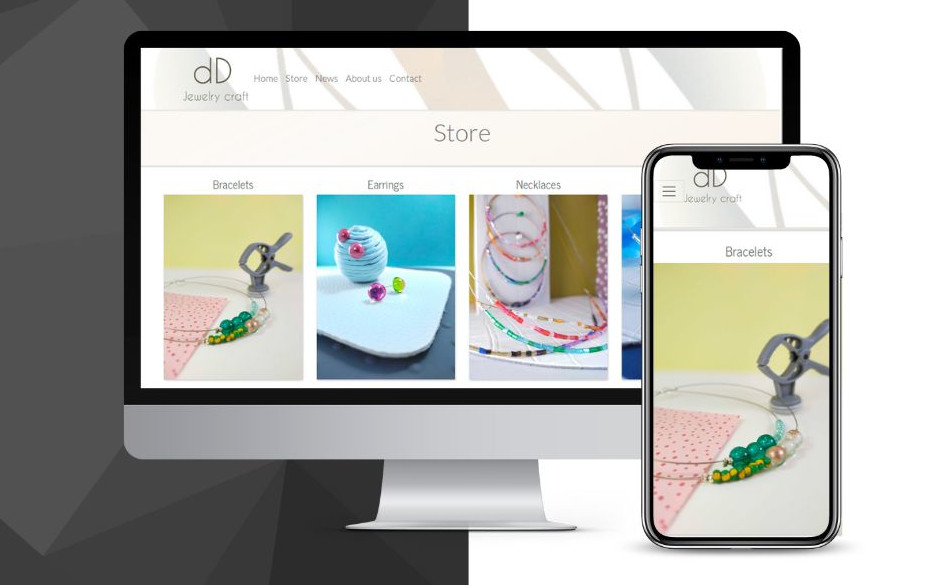 dD
Jewelry craft
Home Store News About us Contact
Store
Bracelets Earrings Necklaces
dD
Jewelry craft
Bracelets